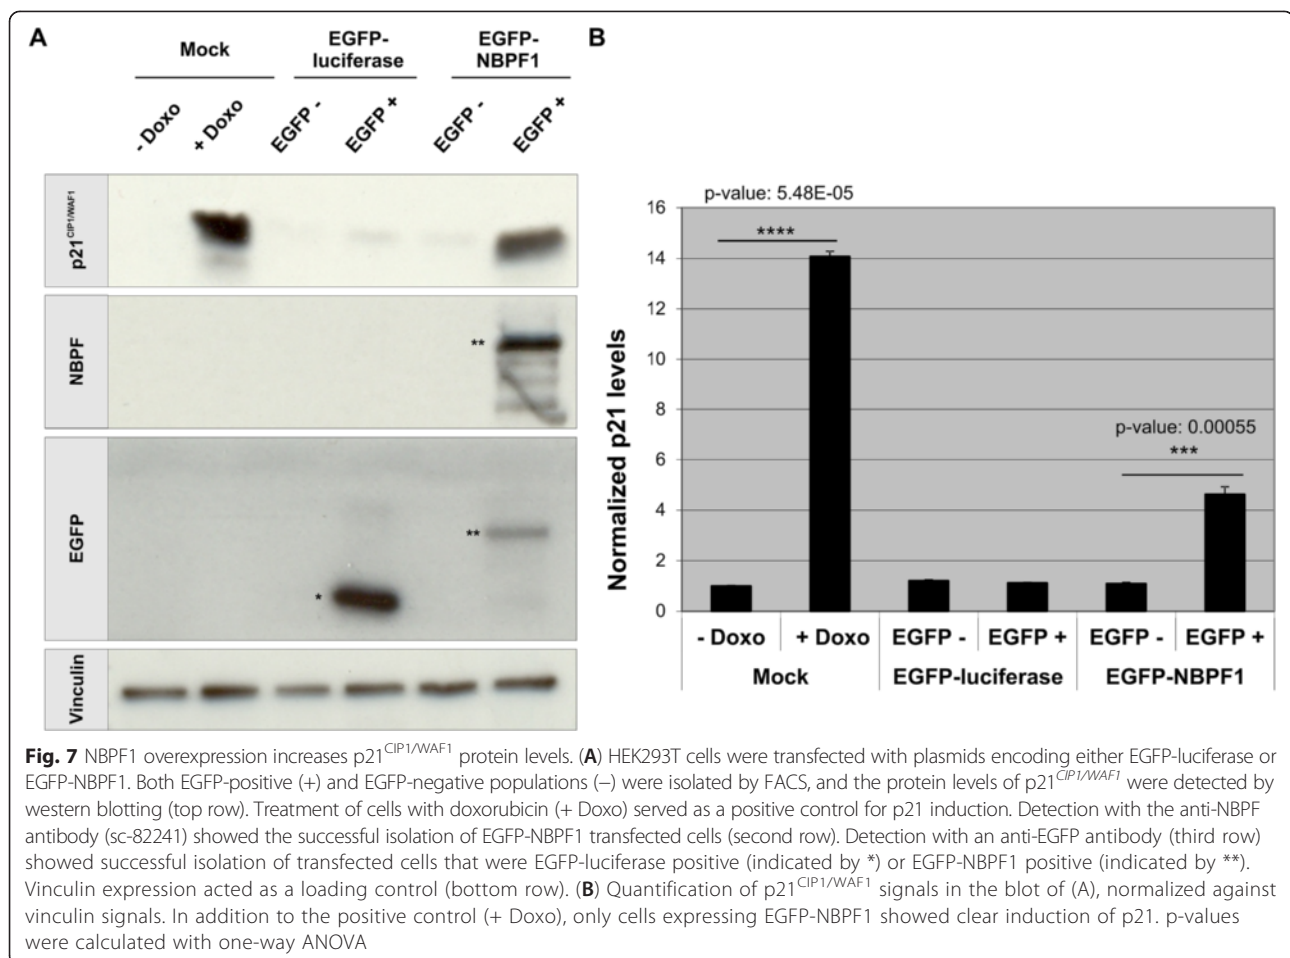 A
Mock
EGFP-
luciferase
EGFP-
NBPF1
- Doxo
+ Doxo
EGFP -
EGFP +
EGFP -
EGFP +
p21CIP1/WAF1
NBPF
**
EGFP
**
*
Vinculin
B
p-value: 5.48E-05
****
p-value: 0.00055
***
Normalized p21 levels
16
14
12
10
8
6
4
2
0
- Doxo
+ Doxo
EGFP -
EGFP +
EGFP -
EGFP +
Mock
EGFP-luciferase
EGFP-NBPF1
Fig. 7 NBPF1 overexpression increases p21CIP1/WAF1 protein levels. (A) HEK293T cells were transfected with plasmids encoding either EGFP-luciferase or
EGFP-NBPF1. Both EGFP-positive (+) and EGFP-negative populations (−) were isolated by FACS, and the protein levels of p21CIP1/WAF1 were detected by
western blotting (top row). Treatment of cells with doxorubicin (+ Doxo) served as a positive control for p21 induction. Detection with the anti-NBPF
antibody (sc-82241) showed the successful isolation of EGFP-NBPF1 transfected cells (second row). Detection with an anti-EGFP antibody (third row)
showed successful isolation of transfected cells that were EGFP-luciferase positive (indicated by *) or EGFP-NBPF1 positive (indicated by **).
Vinculin expression acted as a loading control (bottom row). (B) Quantification of p21CIP1/WAF1 signals in the blot of (A), normalized against
vinculin signals. In addition to the positive control (+ Doxo), only cells expressing EGFP-NBPF1 showed clear induction of p21. p-values
were calculated with one-way ANOVA